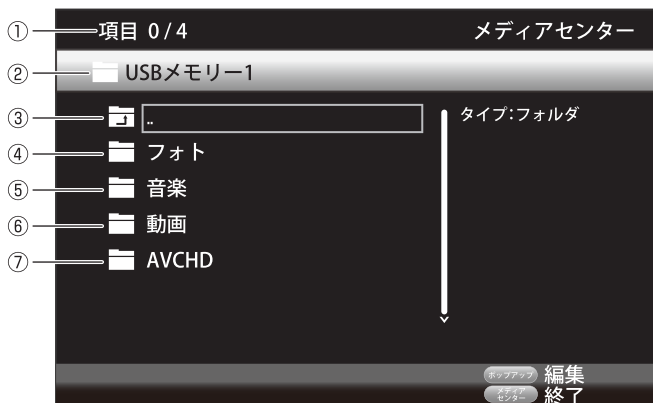 ① 項目 0/4 メディアセンター
② USBメモリー1
③ ..
タイプ:フォルダ
④ フォト
⑤ 音楽
⑥ 動画
⑦ AVCHD
ポップアップ 編集
メディアセンター 終了